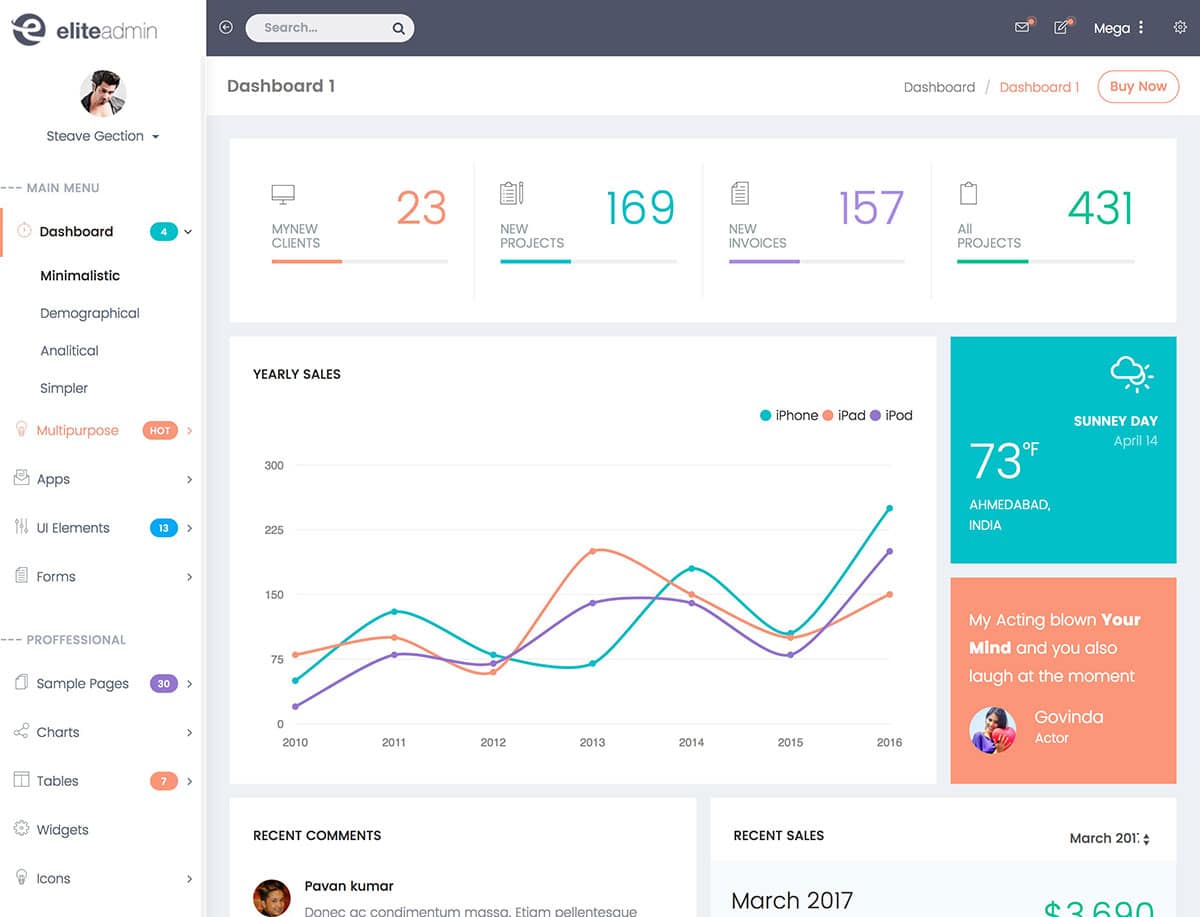 eliteadmin
Search...
Mega
Steave Gection
Dashboard 1
Dashboard / Dashboard 1
Buy Now
--- MAIN MENU
Dashboard 4
Minimalistic
Demographical
Analitical
Simpler
Multipurpose HOT
Apps
UI Elements 13
Forms
--- PROFFESSIONAL
Sample Pages 30
Charts
Tables 7
Widgets
Icons
MYNEW
CLIENTS
23
NEW
PROJECTS
169
NEW
INVOICES
157
All
PROJECTS
431
YEARLY SALES
iPhone iPad iPod
300
225
150
75
0
2010 2011 2012 2013 2014 2015 2016
SUNNEY DAY
April 14
73°F
AHMEDABAD,
INDIA
My Acting blown Your
Mind and you also
laugh at the moment
Govinda
Actor
RECENT COMMENTS
Pavan kumar
Donec ac condimentum massa. Etiam pellentesque
RECENT SALES
March 201
March 2017
$3,690